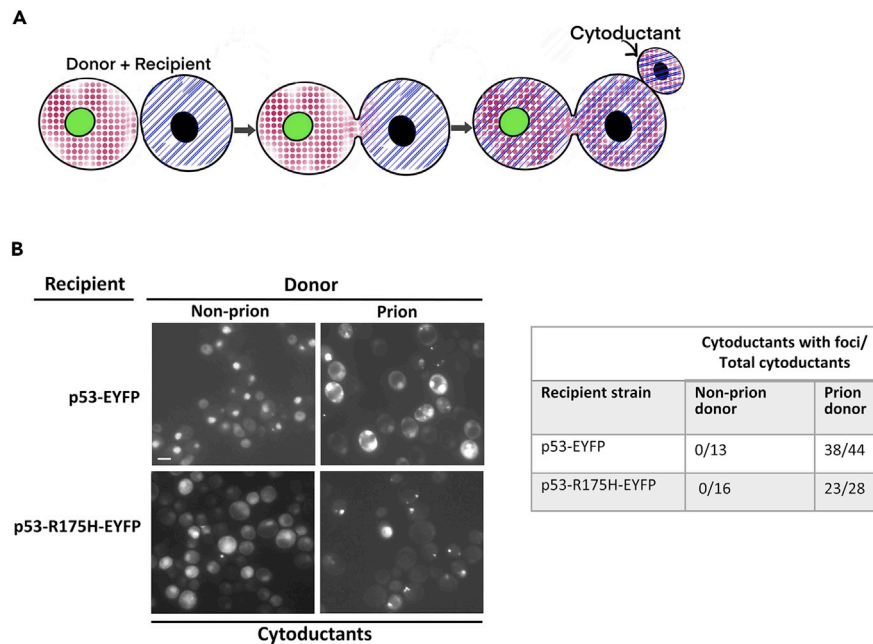 A
Cytoductant
Donor + Recipient
B
Recipient
Donor
Non-prion
Prion
p53-EYFP
p53-R175H-EYFP
Cytoductants
Cytoductants with foci/
Total cytoductants
Recipient strain
Non-prion
donor
Prion
donor
p53-EYFP
0/13
38/44
p53-R175H-EYFP
0/16
23/28